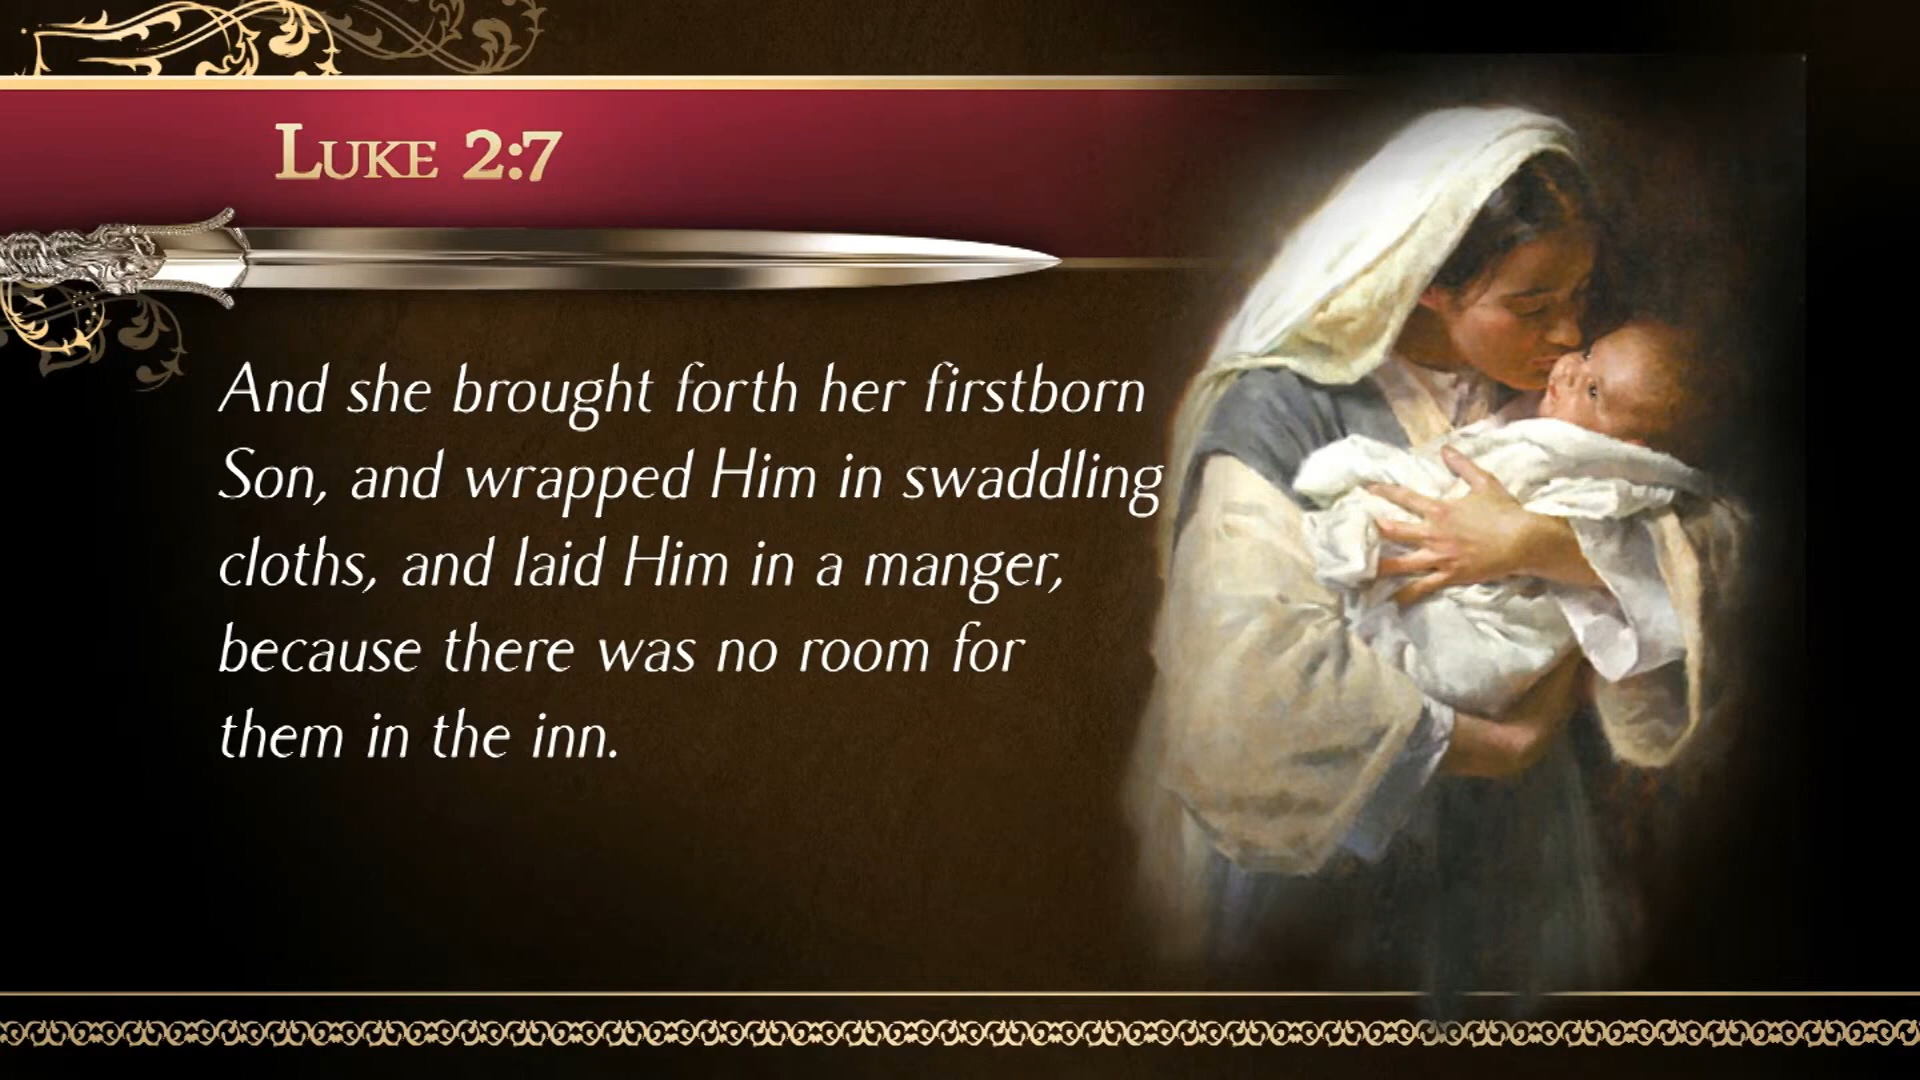 Luke 2:7
And she brought forth her firstborn
Son, and wrapped Him in swaddling
cloths, and laid Him in a manger,
because there was no room for
them in the inn.